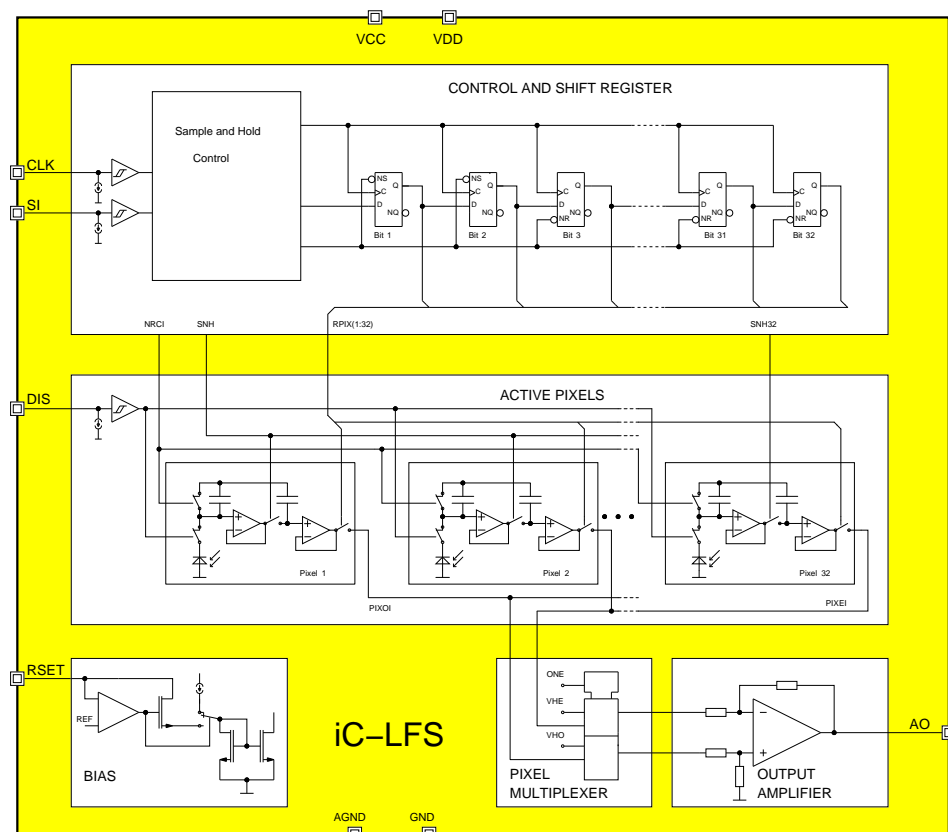 VCC VDD
CONTROL AND SHIFT REGISTER
Sample and Hold
Control
CLK
SI
NS Q C D NQ Bit 1
NS Q C D NQ Bit 2
Q C D NQ NR Bit 3
Q C D NQ NR Bit 31
Q C D NQ NR Bit 32
NRCI SNH RPIX(1:32) SNH32
DIS
ACTIVE PIXELS
Pixel 1 Pixel 2 Pixel 32
PIXOI PIXEI
RSET
REF
BIAS
iC–LFS
ONE
VHE
VHO
PIXEL
MULTIPLEXER
OUTPUT
AMPLIFIER
AO
AGND GND